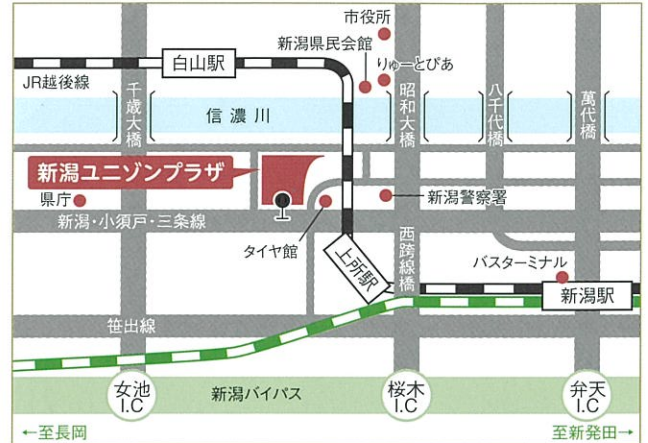 市役所
新潟県民会館
りゅーとぴあ
白山駅
JR越後線
千歳大橋
信濃川
昭和大橋
八千代橋
萬代橋
新潟ユニゾンプラザ
県庁
新潟警察署
新潟・小須戸・三条線
タイヤ館
上所駅
西跨線橋
バスターミナル
新潟駅
笹出線
女池
I.C
新潟バイパス
桜木
I.C
弁天
I.C
←至長岡
至新発田→